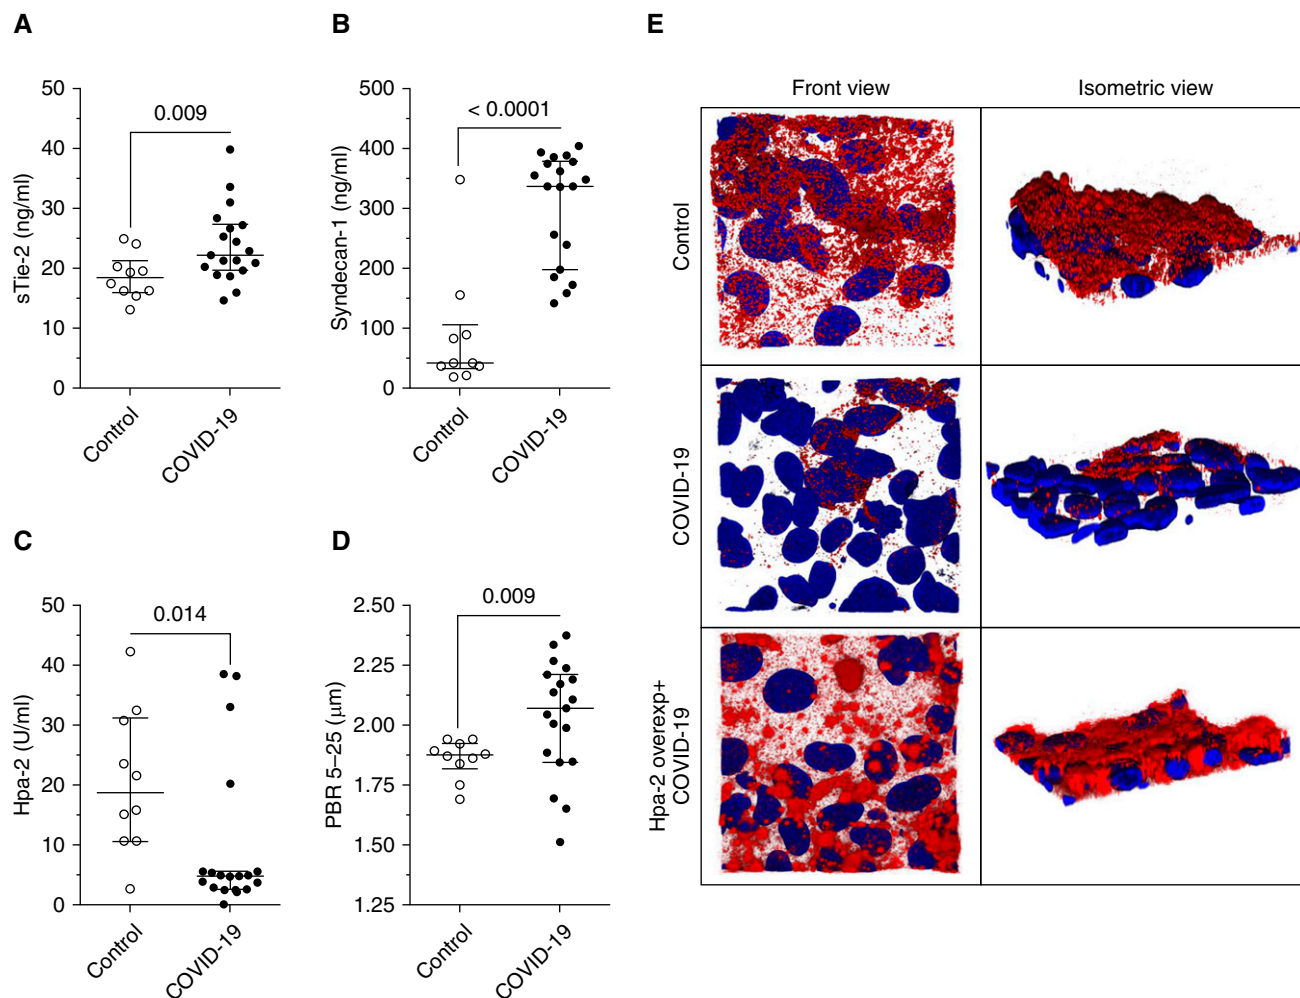 A
B
E
sTie-2 (ng/ml)
50
40
30
20
10
0
0.009
Control
COVID-19
Syndecan-1 (ng/ml)
500
400
300
200
100
0
< 0.0001
Control
COVID-19
Front view
Isometric view
Control
COVID-19
Hpa-2 overexp+
COVID-19
C
D
Hpa-2 (U/ml)
50
40
30
20
10
0
0.014
Control
COVID-19
PBR 5–25 (μm)
2.50
2.25
2.00
1.75
1.50
1.25
0.009
Control
COVID-19